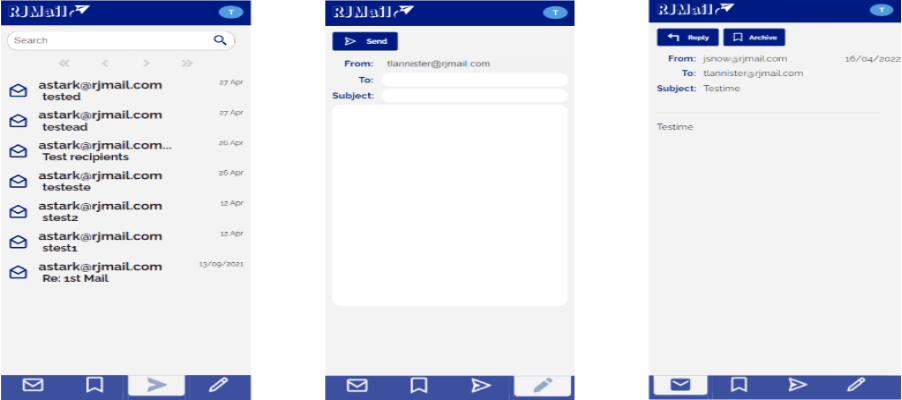 RJMail
T
Search
astark@rjmail.com 27 Apr
tested
astark@rjmail.com 27 Apr
testead
astark@rjmail.com... 26 Apr
Test recipients
astark@rjmail.com 26 Apr
testeste
astark@rjmail.com 12 Apr
stest2
astark@rjmail.com 12 Apr
stest1
astark@rjmail.com 13/09/2021
Re: 1st Mail
RJMail
T
Send
From: tlannister@rjmail.com
To:
Subject:
RJMail
T
Reply Archive
From: jsnow@rjmail.com 16/04/2022
To: tlannister@rjmail.com
Subject: Testime
Testime